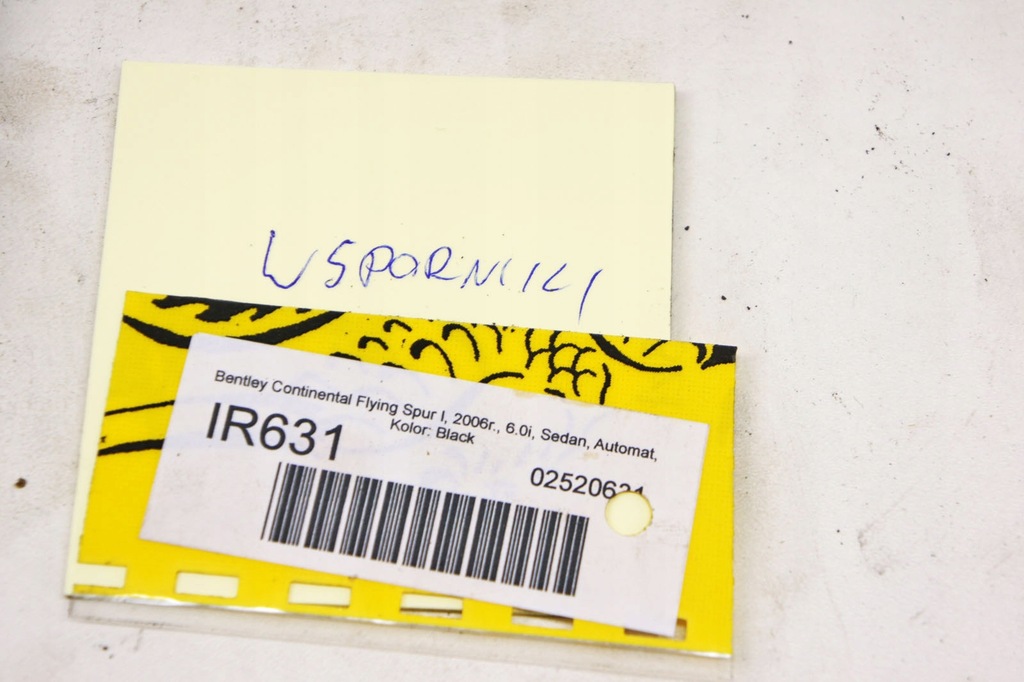 WSPORNIKI
Bentley Continental Flying Spur I, 2006r., 6.0i, Sedan, Automat,
Kolor: Black
IR631